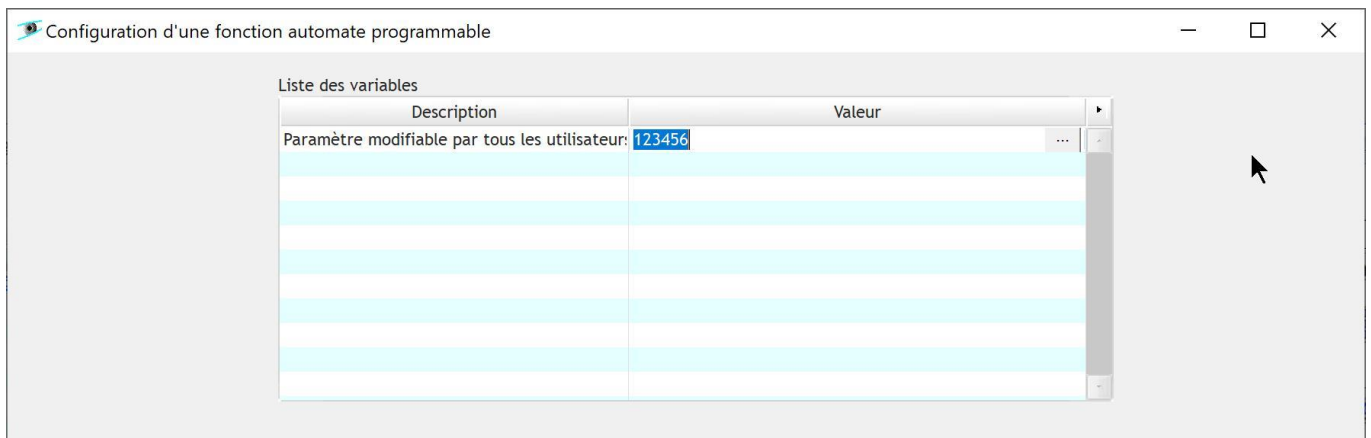 Configuration d'une fonction automate programmable
Liste des variables
Description Valeur
Paramètre modifiable par tous les utilisateur 123456 ...